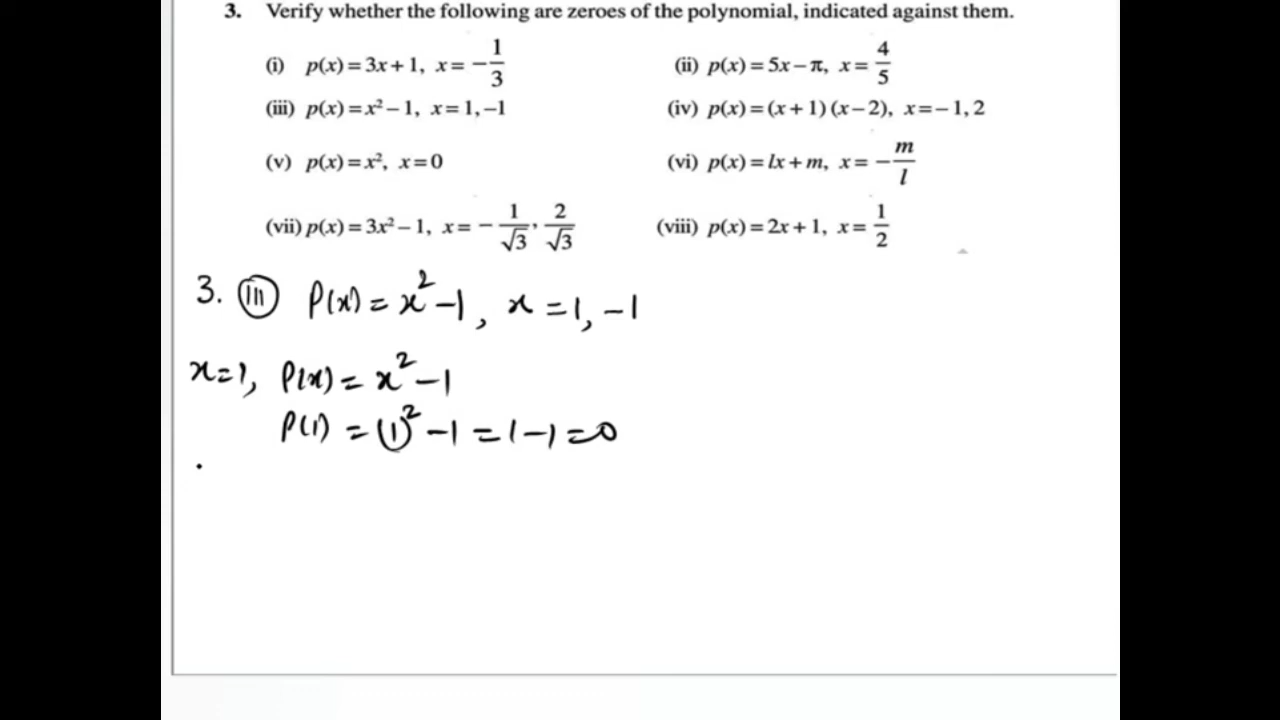 3. Verify whether the following are zeroes of the polynomial, indicated against them.
(i) p(x) = 3x + 1, x = −1/3 (ii) p(x) = 5x − π, x = 4/5
(iii) p(x) = x² − 1, x = 1, −1 (iv) p(x) = (x + 1) (x − 2), x = − 1, 2
(v) p(x) = x², x = 0 (vi) p(x) = lx + m, x = −m/l
(vii) p(x) = 3x² − 1, x = −1/√3, 2/√3 (viii) p(x) = 2x + 1, x = 1/2
3. (iii) P(x) = x² − 1, x = 1, −1
x = 1, P(x) = x² − 1
P(1) = (1)² − 1 = 1 − 1 = 0